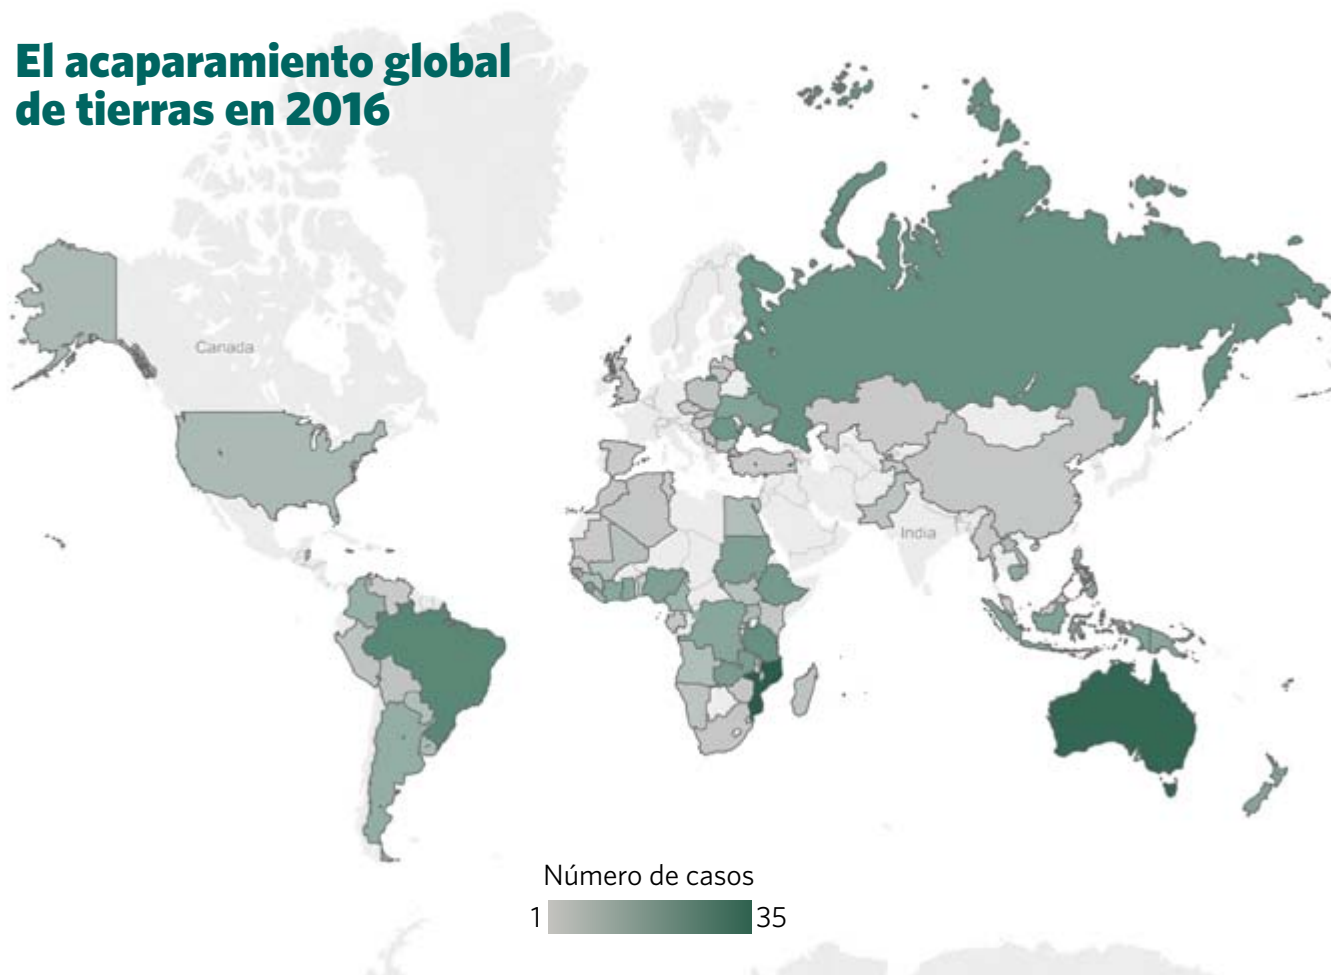 El acaparamiento global
de tierras en 2016
Canada
India
Número de casos
1 35